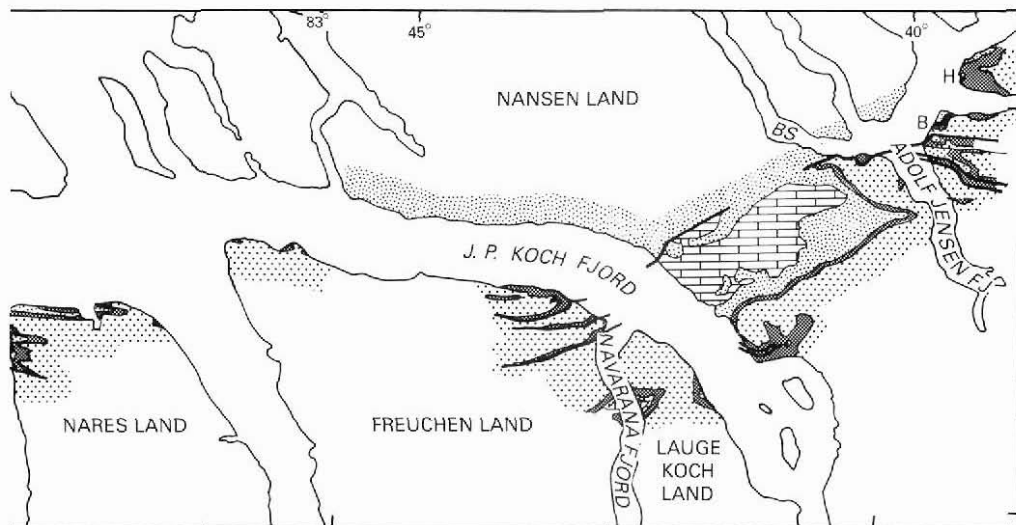 83°
45°
40°
H
NANSEN LAND
BS
B
ADOLF JENSEN FJ
J. P. KOCH FJORD
NARES LAND
FREUCHEN LAND
NAVARANA FJORD
LAUGE
KOCH
LAND